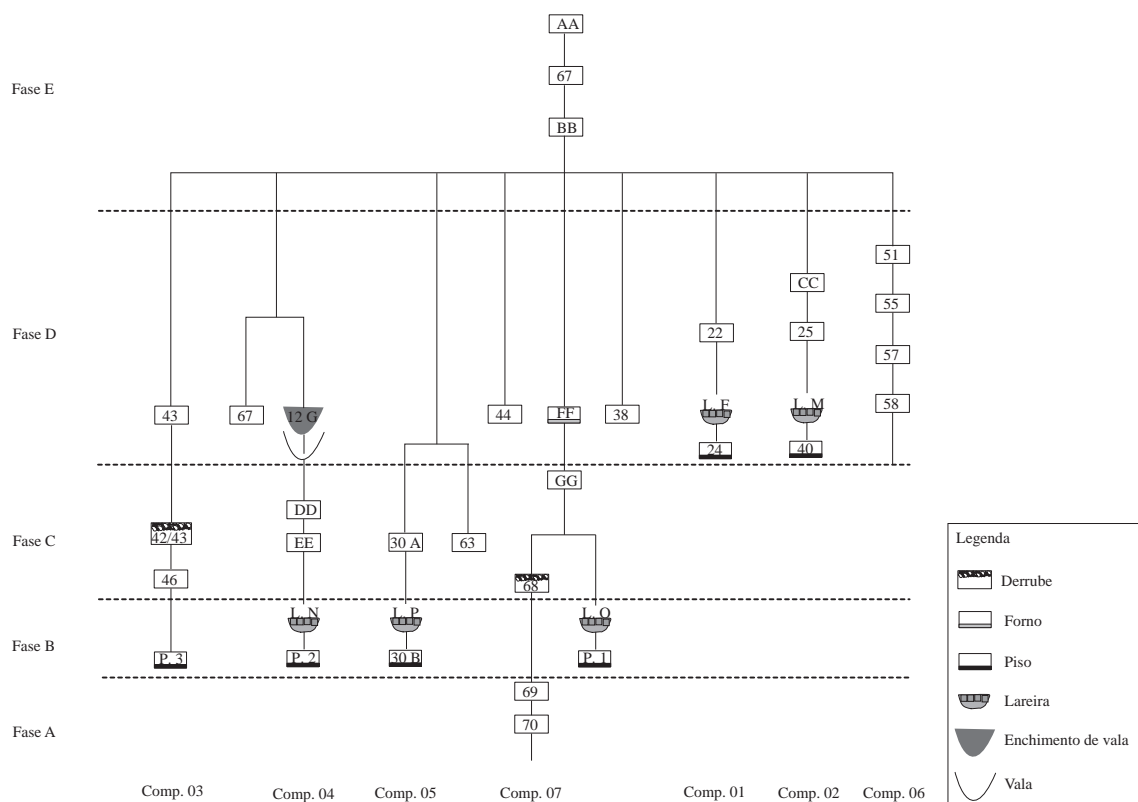 AA
Fase E
67
BB
51
CC
55
Fase D
22
25
57
58
43
67
12 G
44
FF
38
L. F
L. M
24
40
GG
DD
42/43
EE
30 A
63
Fase C
46
68
L. N
L. P
L. O
Fase B
P. 3
P. 2
30 B
P. 1
69
Fase A
70
Comp. 03
Comp. 04
Comp. 05
Comp. 07
Comp. 01
Comp. 02
Comp. 06
Legenda
Derrube
Forno
Piso
Lareira
Enchimento de vala
Vala